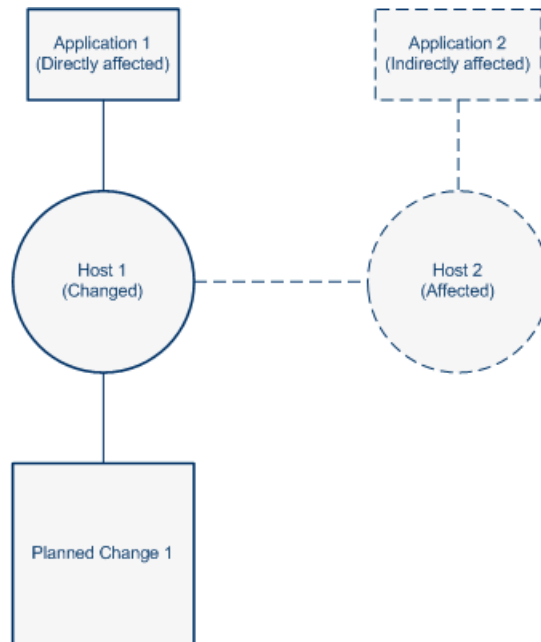 Application 1
(Directly affected)
Application 2
(Indirectly affected)
Host 1
(Changed)
Host 2
(Affected)
Planned Change 1